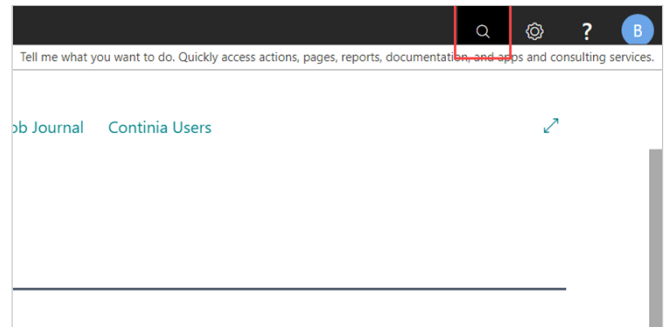 ? B
Tell me what you want to do. Quickly access actions, pages, reports, documentation, and apps and consulting services.
ob Journal Continia Users